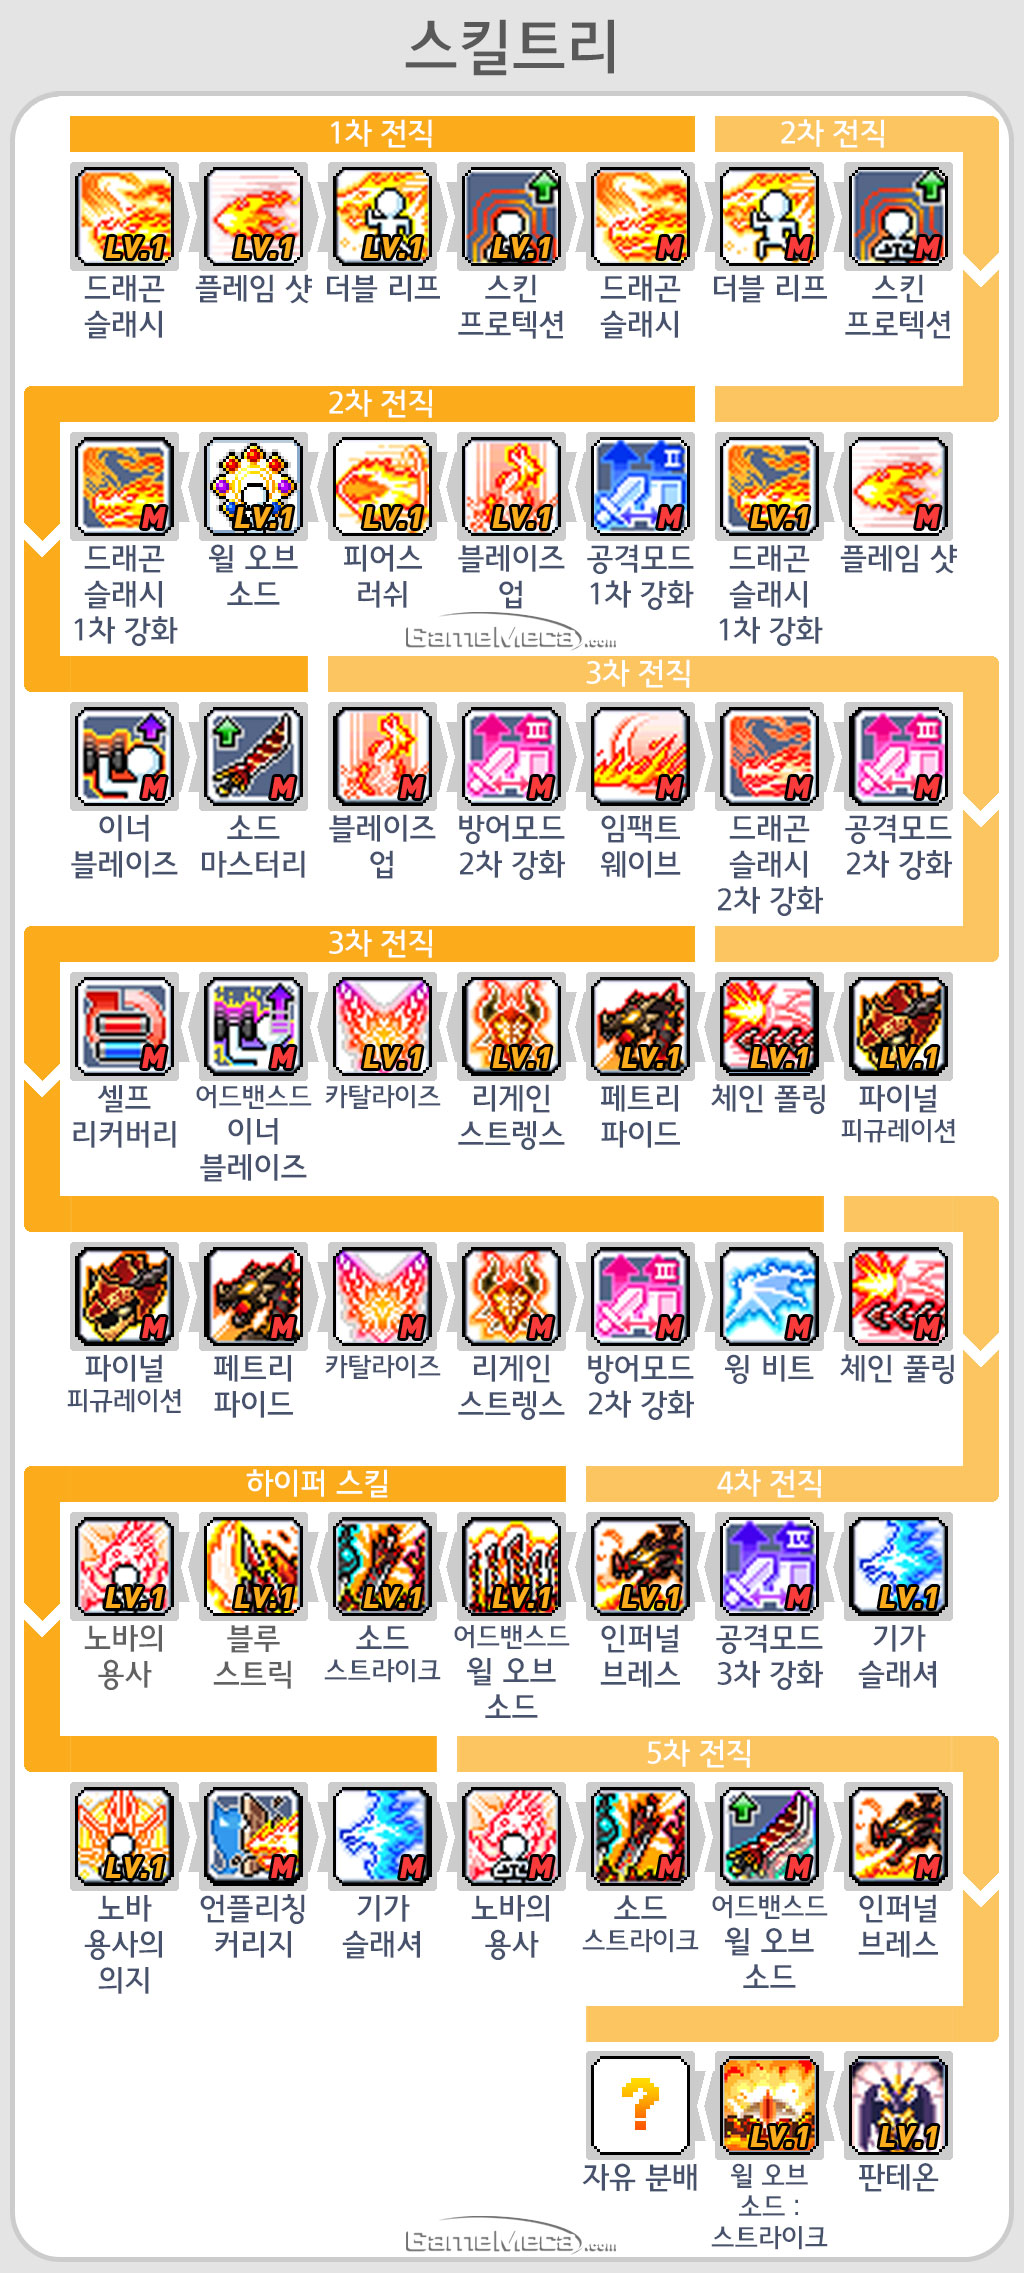 스킬트리
1차 전직
2차 전직
LV.1
LV.1
LV.1
LV.1
M
M
M
드래곤
슬래시
플레임 샷
더블 리프
스킨
프로텍션
드래곤
슬래시
더블 리프
스킨
프로텍션
2차 전직
M
LV.1
LV.1
LV.1
II
M
LV.1
M
드래곤
슬래시
1차 강화
윌 오브
소드
피어스
러쉬
블레이즈
업
공격모드
1차 강화
드래곤
슬래시
1차 강화
플레임 샷
GameMeca.com
3차 전직
M
M
M
III
M
M
M
III
M
이너
블레이즈
소드
마스터리
블레이즈
업
방어모드
2차 강화
임팩트
웨이브
드래곤
슬래시
2차 강화
공격모드
2차 강화
3차 전직
M
M
LV.1
LV.1
LV.1
LV.1
LV.1
셀프
리커버리
어드밴스드
이너
블레이즈
카탈라이즈
리게인
스트렝스
페트리
파이드
체인 폴링
파이널
피규레이션
M
M
M
M
III
M
M
M
파이널
피규레이션
페트리
파이드
카탈라이즈
리게인
스트렝스
방어모드
2차 강화
윙 비트
체인 풀링
하이퍼 스킬
4차 전직
LV.1
LV.1
LV.1
LV.1
LV.1
IV
M
LV.1
노바의
용사
블루
스트릭
소드
스트라이크
어드밴스드
윌 오브
소드
인퍼널
브레스
공격모드
3차 강화
기가
슬래셔
5차 전직
LV.1
M
M
M
M
M
M
노바
용사의
의지
언플리칭
커리지
기가
슬래셔
노바의
용사
소드
스트라이크
어드밴스드
윌 오브
소드
인퍼널
브레스
?
LV.1
LV.1
자유 분배
윌 오브
소드 :
스트라이크
판테온
GameMeca.com